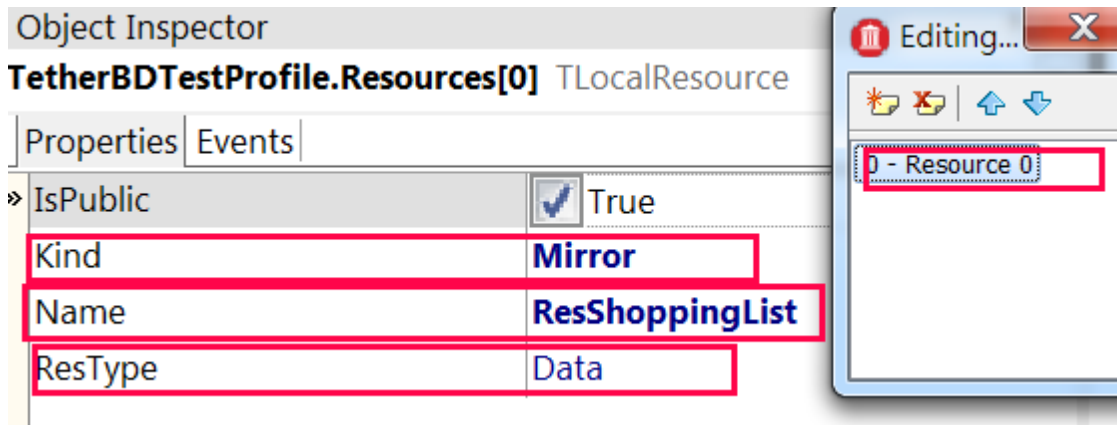 Object Inspector
TetherBDTestProfile.Resources[0] TLocalResource
Properties Events
IsPublic True
Kind Mirror
Name ResShoppingList
ResType Data
Editing...
0 - Resource 0